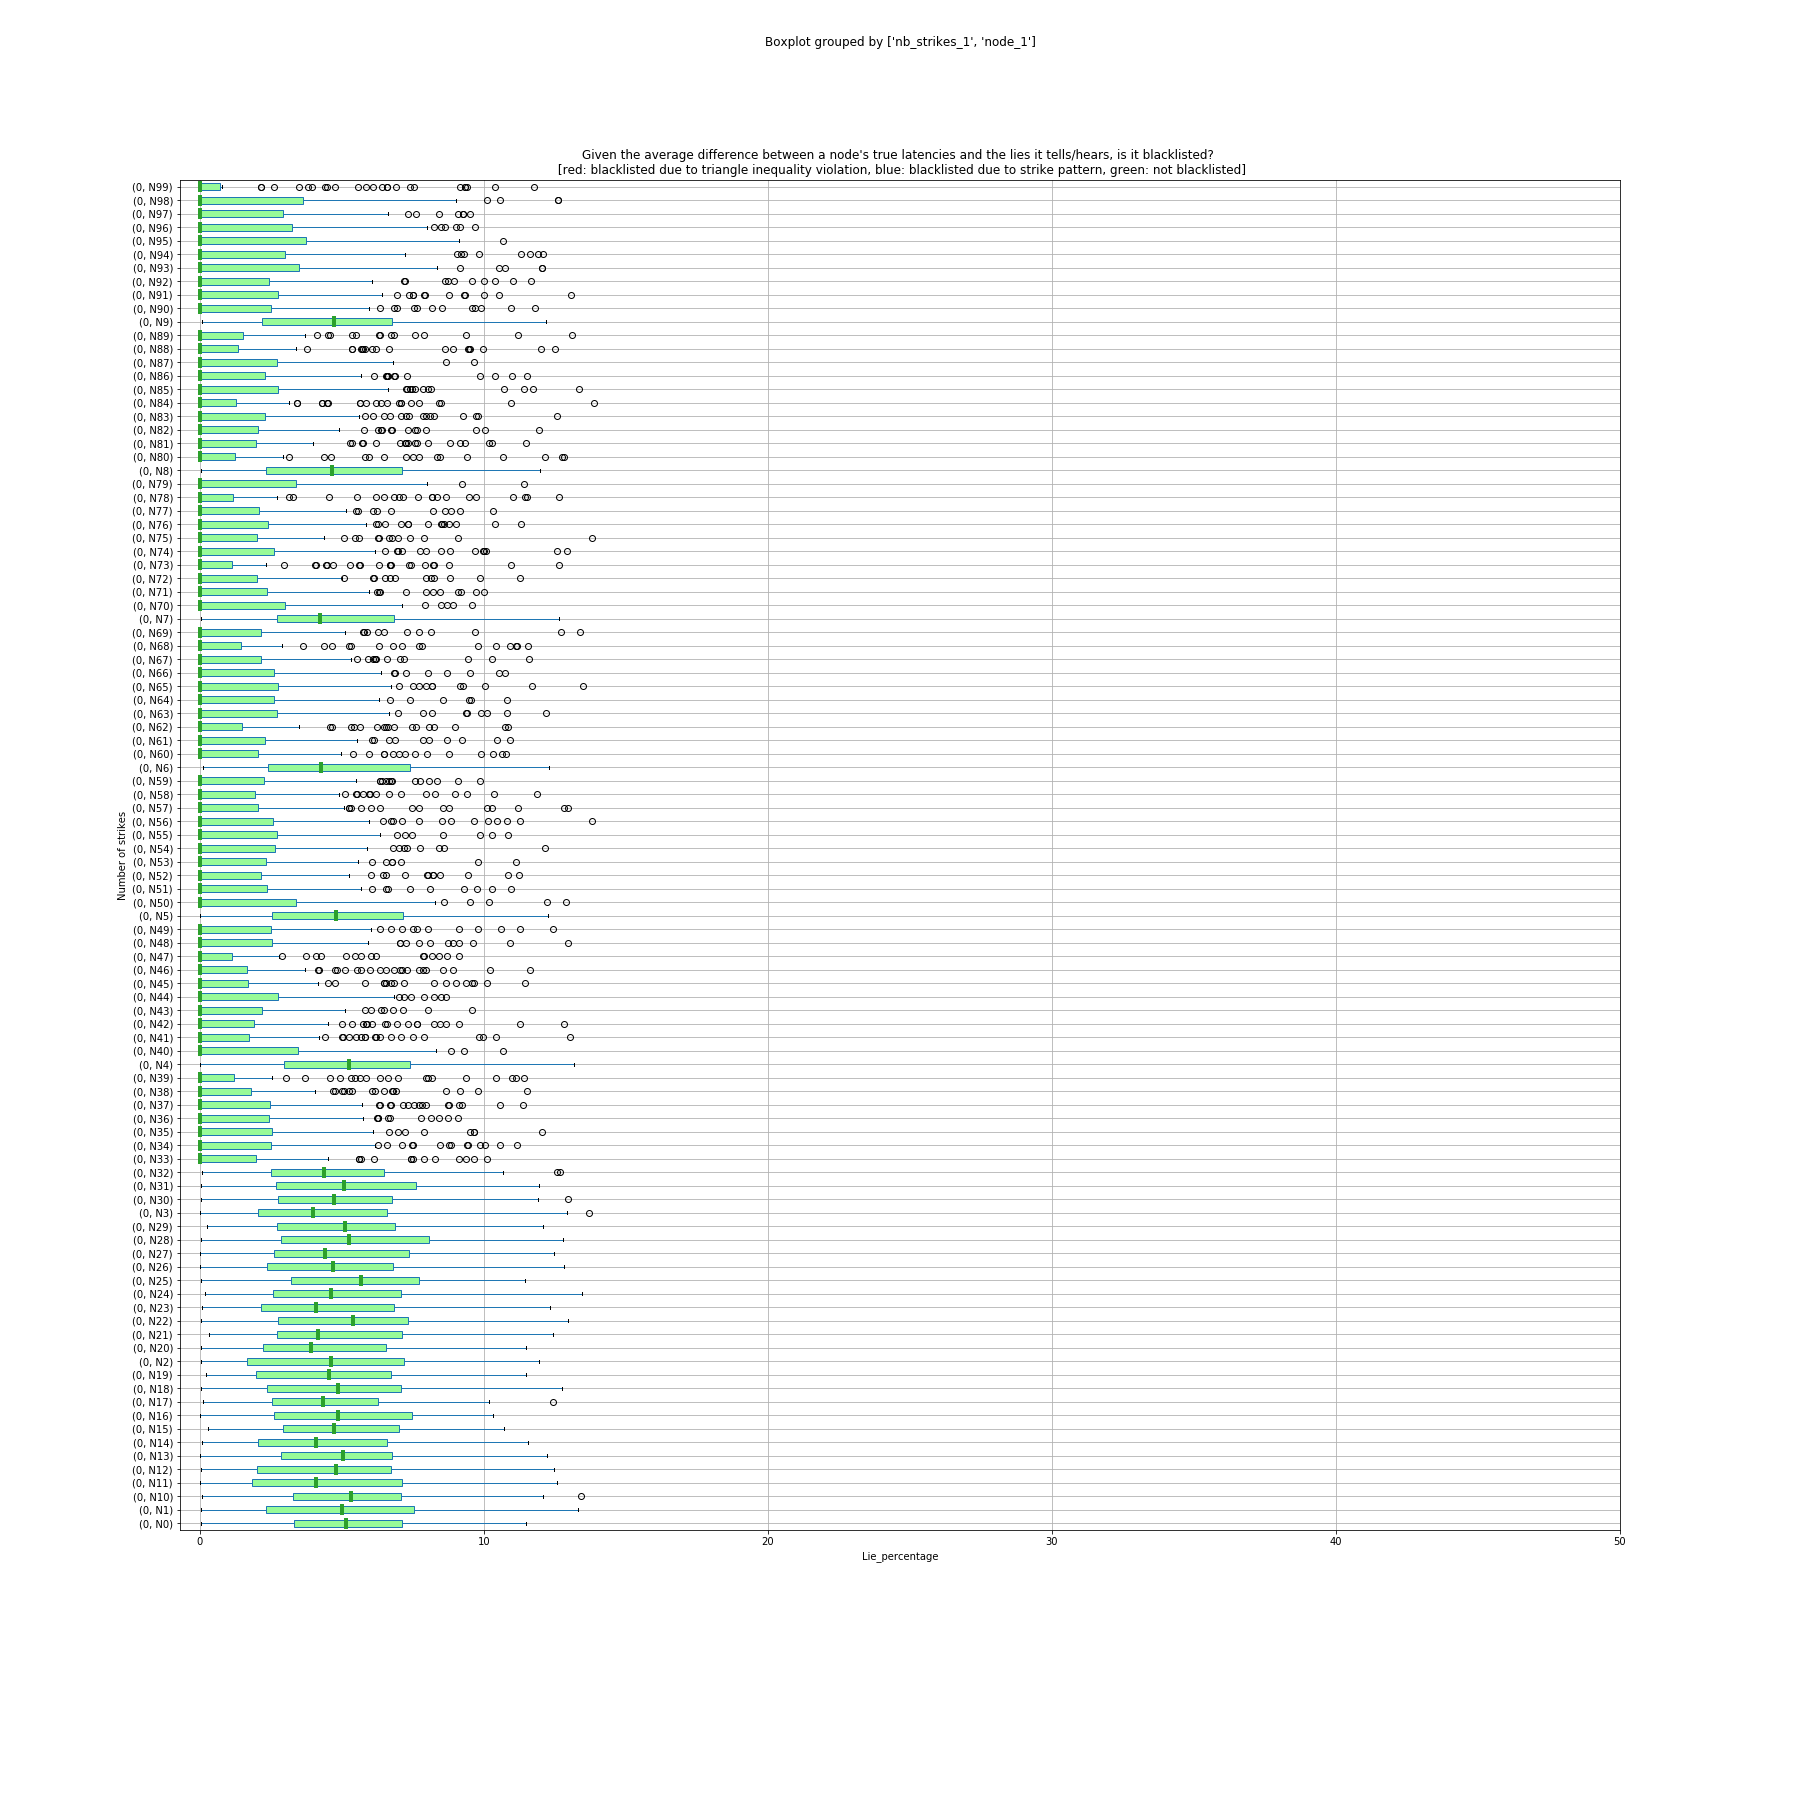 Boxplot grouped by ['nb_strikes_1', 'node_1']
Given the average difference between a node's true latencies and the lies it tells/hears, is it blacklisted?
[red: blacklisted due to triangle inequality violation, blue: blacklisted due to strike pattern, green: not blacklisted]
(0, N99)
(0, N98)
(0, N97)
(0, N96)
(0, N95)
(0, N94)
(0, N93)
(0, N92)
(0, N91)
(0, N90)
(0, N9)
(0, N89)
(0, N88)
(0, N87)
(0, N86)
(0, N85)
(0, N84)
(0, N83)
(0, N82)
(0, N81)
(0, N80)
(0, N8)
(0, N79)
(0, N78)
(0, N77)
(0, N76)
(0, N75)
(0, N74)
(0, N73)
(0, N72)
(0, N71)
(0, N70)
(0, N7)
(0, N69)
(0, N68)
(0, N67)
(0, N66)
(0, N65)
(0, N64)
(0, N63)
(0, N62)
(0, N61)
(0, N60)
(0, N6)
(0, N59)
(0, N58)
(0, N57)
(0, N56)
(0, N55)
(0, N54)
(0, N53)
(0, N52)
(0, N51)
(0, N50)
(0, N5)
(0, N49)
(0, N48)
(0, N47)
(0, N46)
(0, N45)
(0, N44)
(0, N43)
(0, N42)
(0, N41)
(0, N40)
(0, N4)
(0, N39)
(0, N38)
(0, N37)
(0, N36)
(0, N35)
(0, N34)
(0, N33)
(0, N32)
(0, N31)
(0, N30)
(0, N3)
(0, N29)
(0, N28)
(0, N27)
(0, N26)
(0, N25)
(0, N24)
(0, N23)
(0, N22)
(0, N21)
(0, N20)
(0, N2)
(0, N19)
(0, N18)
(0, N17)
(0, N16)
(0, N15)
(0, N14)
(0, N13)
(0, N12)
(0, N11)
(0, N10)
(0, N1)
(0, N0)
Number of strikes
0 10 20 30 40 50
Lie_percentage